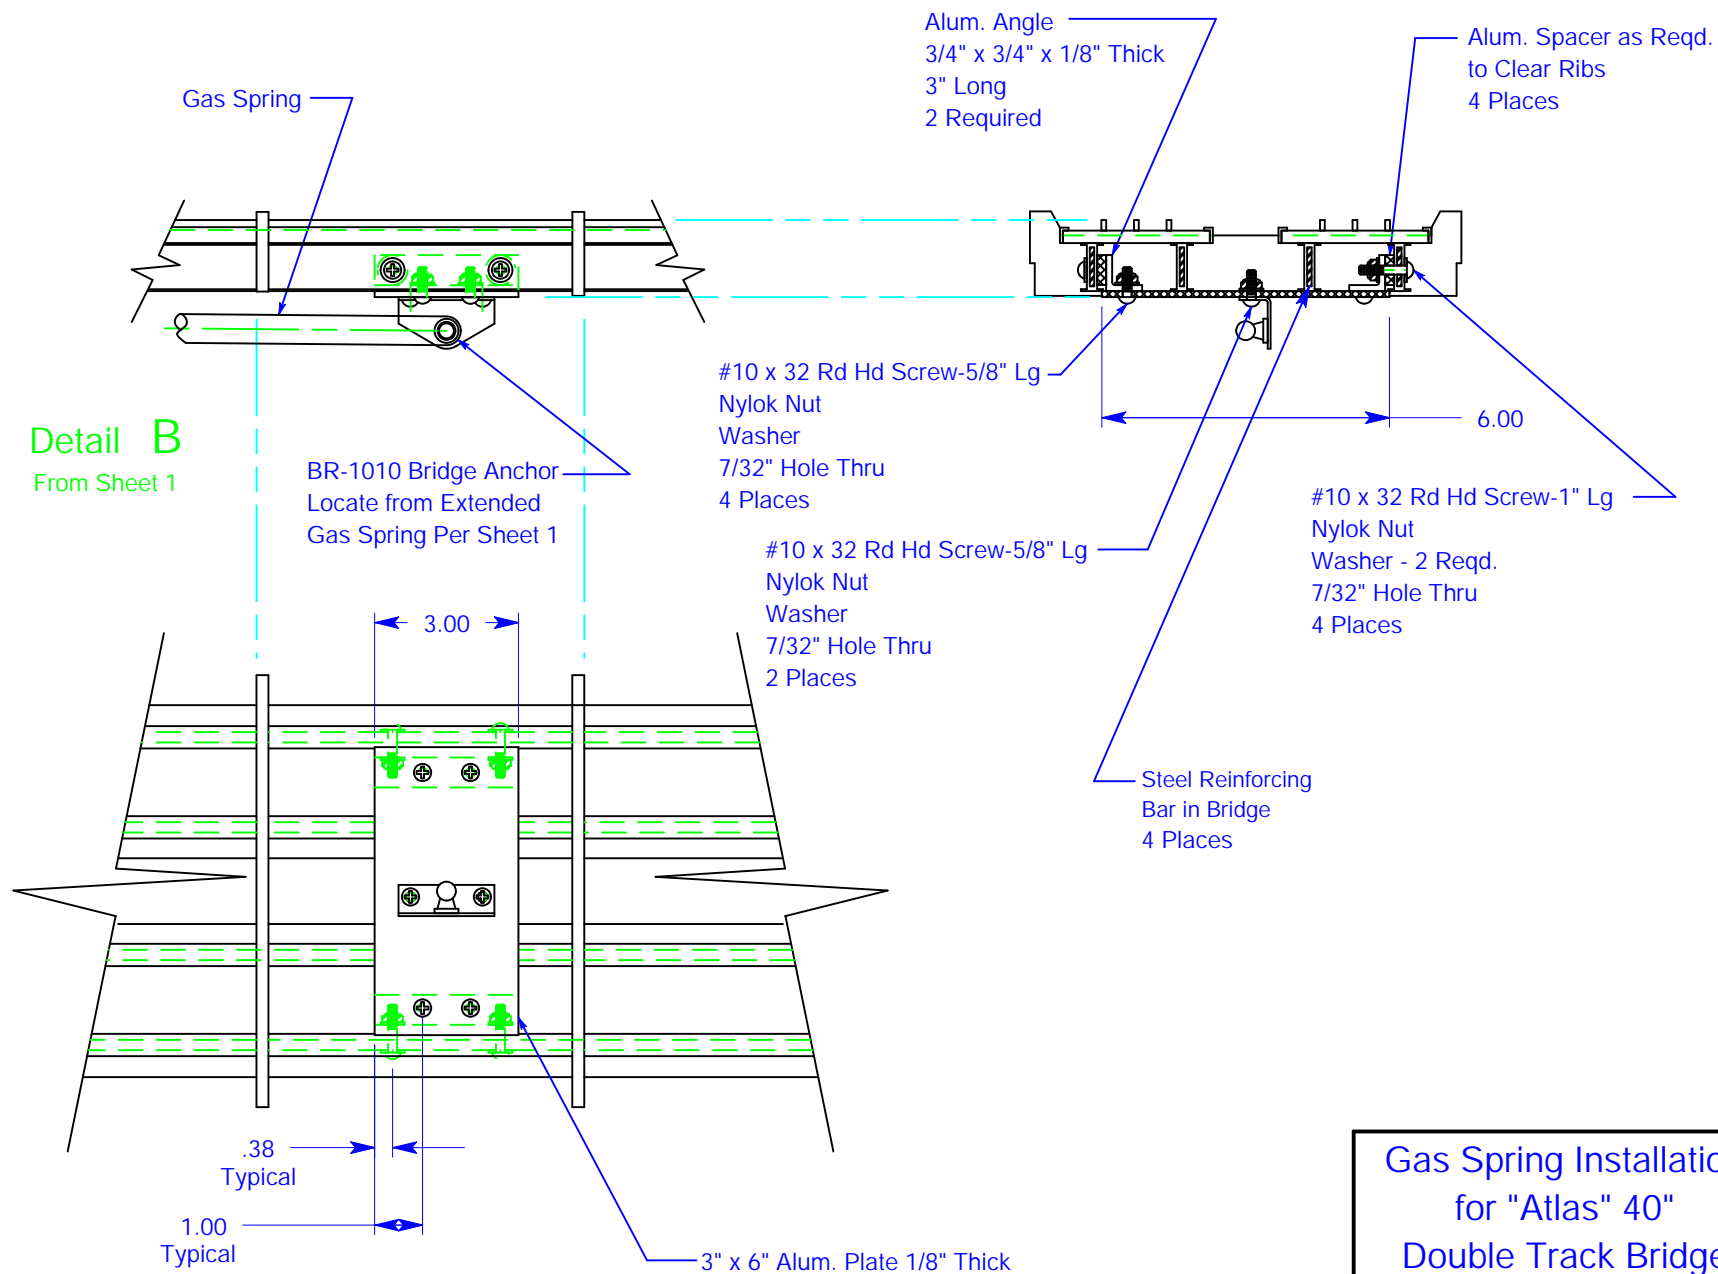 Alum. Angle
3/4" x 3/4" x 1/8" Thick
3" Long
2 Required
Alum. Spacer as Reqd.
to Clear Ribs
4 Places
Gas Spring
#10 x 32 Rd Hd Screw-5/8" Lg
Nylok Nut
Washer
7/32" Hole Thru
4 Places
6.00
Detail B
From Sheet 1
BR-1010 Bridge Anchor
Locate from Extended
Gas Spring Per Sheet 1
#10 x 32 Rd Hd Screw-1" Lg
Nylok Nut
Washer - 2 Reqd.
7/32" Hole Thru
4 Places
#10 x 32 Rd Hd Screw-5/8" Lg
Nylok Nut
Washer
7/32" Hole Thru
2 Places
3.00
Steel Reinforcing
Bar in Bridge
4 Places
.38
Typical
1.00
Typical
3" x 6" Alum. Plate 1/8" Thick
Gas Spring Installatio
for "Atlas" 40"
Double Track Bridge